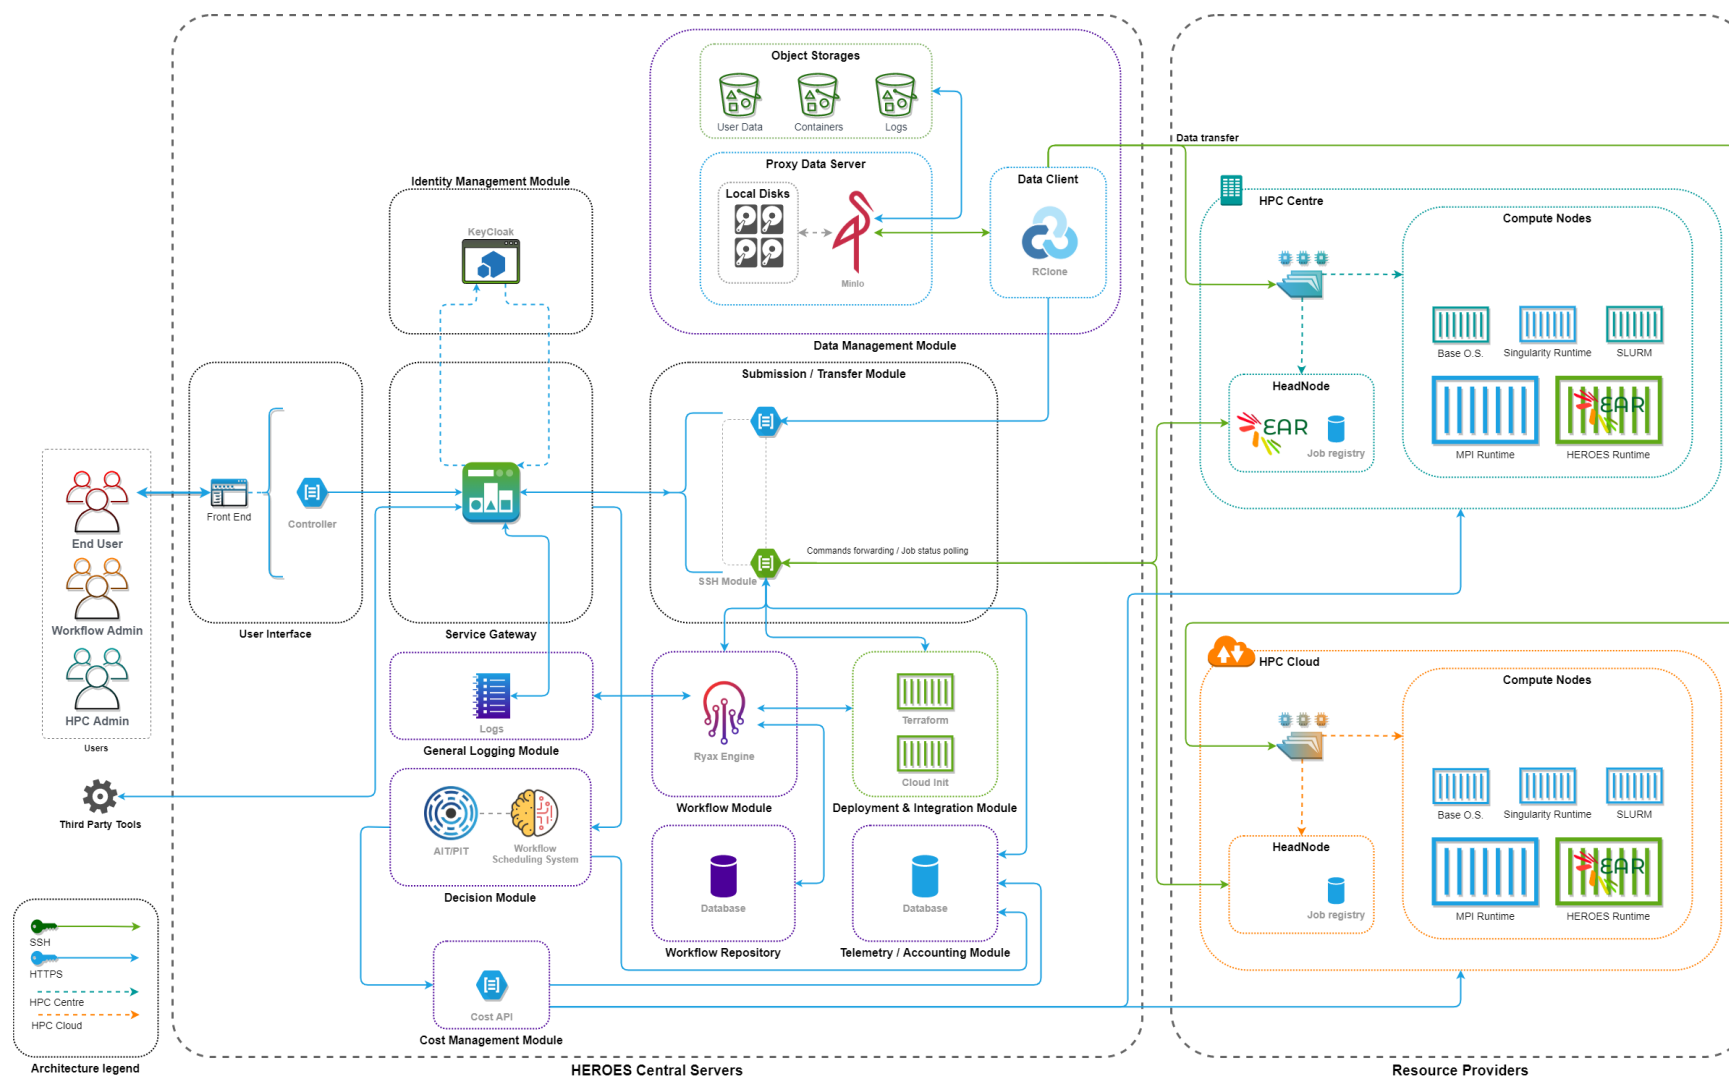 Object Storages
User Data
Containers
Logs
Data transfer
Proxy Data Server
Local Disks
MinIo
Data Client
RClone
Data Management Module
Identity Management Module
KeyCloak
HPC Centre
Compute Nodes
Base O.S.
Singularity Runtime
SLURM
HeadNode
EAR
Job registry
MPI Runtime
EAR
HEROES Runtime
Submission / Transfer Module
Front End
Controller
User Interface
Service Gateway
SSH Module
Commands forwarding / Job status polling
End User
Workflow Admin
HPC Admin
Users
Third Party Tools
Logs
General Logging Module
Ryax Engine
Workflow Module
Terraform
Cloud Init
Deployment & Integration Module
AIT/PIT
Workflow
Scheduling System
Decision Module
Database
Workflow Repository
Database
Telemetry / Accounting Module
Cost API
Cost Management Module
HPC Cloud
Compute Nodes
Base O.S.
Singularity Runtime
SLURM
HeadNode
Job registry
MPI Runtime
EAR
HEROES Runtime
SSH
HTTPS
HPC Centre
HPC Cloud
Architecture legend
HEROES Central Servers
Resource Providers